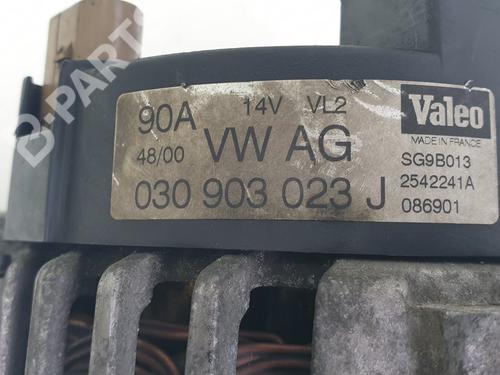 90A 14V VL2 Valeo
48/00 VW AG MADE IN FRANCE
SG9B013
030 903 023 J 2542241A
086901
B-PARTS